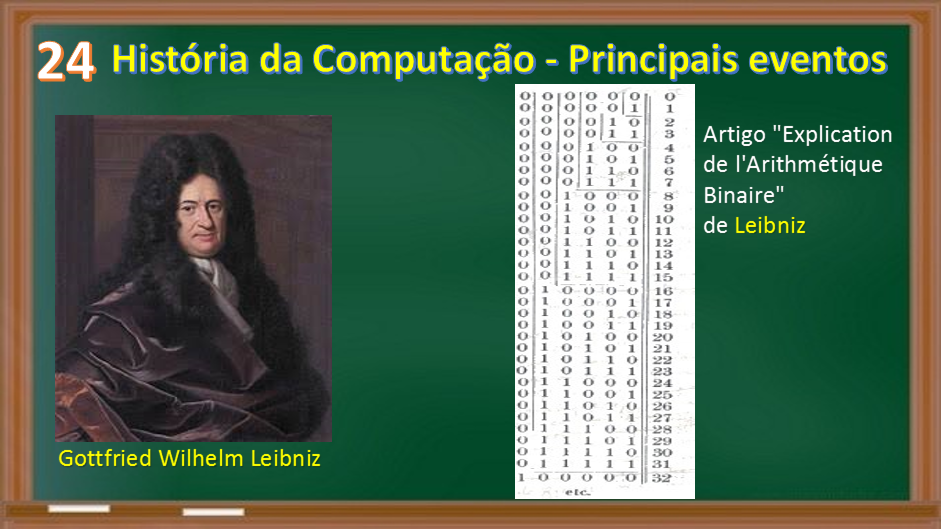 24 História da Computação - Principais eventos
Artigo "Explication
de l'Arithmétique
Binaire"
de Leibniz
0 0 0 0 0 0 0
0 0 0 0 0 1 1
0 0 0 0 1 0 2
0 0 0 0 1 1 3
0 0 0 1 0 0 4
0 0 0 1 0 1 5
0 0 0 1 1 0 6
0 0 0 1 1 1 7
0 0 1 0 0 0 8
0 0 1 0 0 1 9
0 0 1 0 1 0 10
0 0 1 0 1 1 11
0 0 1 1 0 0 12
0 0 1 1 0 1 13
0 0 1 1 1 0 14
0 0 1 1 1 1 15
0 1 0 0 0 0 16
0 1 0 0 0 1 17
0 1 0 0 1 0 18
0 1 0 0 1 1 19
0 1 0 1 0 0 20
0 1 0 1 0 1 21
0 1 0 1 1 0 22
0 1 0 1 1 1 23
0 1 1 0 0 0 24
0 1 1 0 0 1 25
0 1 1 0 1 0 26
0 1 1 0 1 1 27
0 1 1 1 0 0 28
0 1 1 1 0 1 29
0 1 1 1 1 0 30
0 1 1 1 1 1 31
1 0 0 0 0 0 32
etc.
Gottfried Wilhelm Leibniz